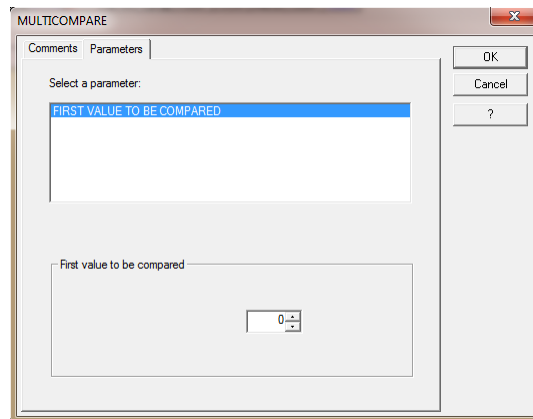 MULTICOMPARE
Comments Parameters
OK
Cancel
?
Select a parameter:
FIRST VALUE TO BE COMPARED
First value to be compared
0